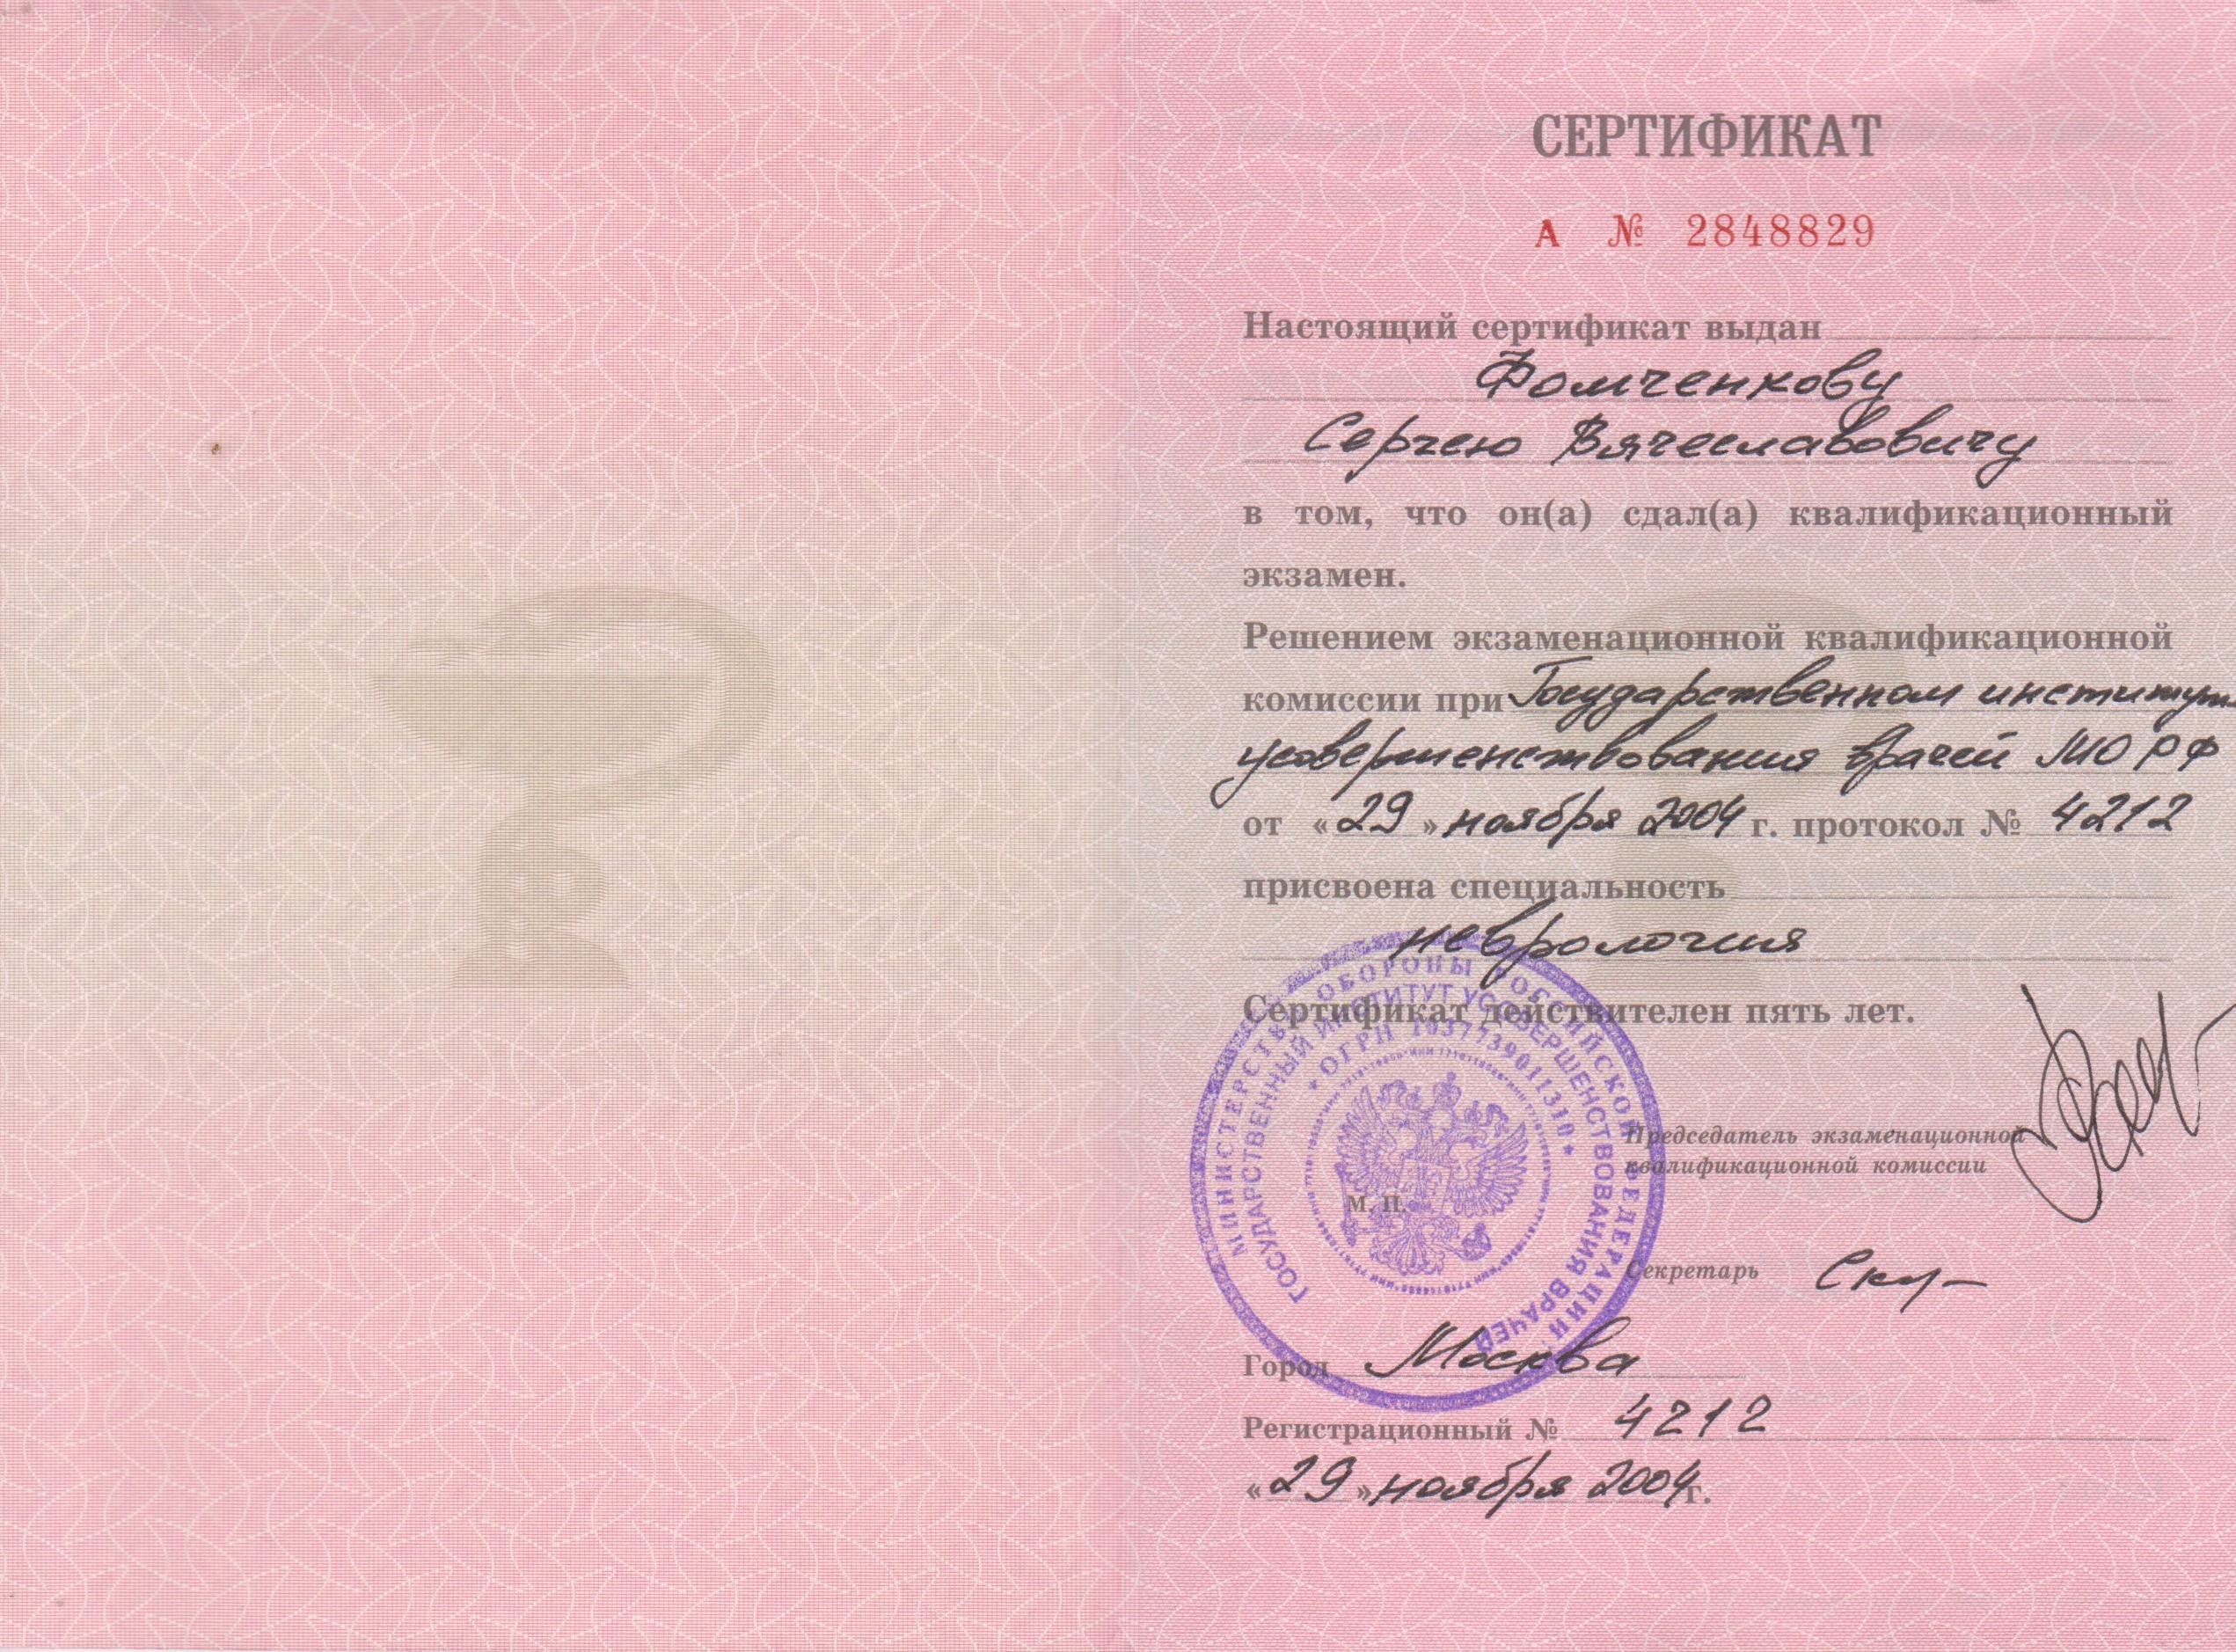 СЕРТИФИКАТ
А № 2848829
Настоящий сертификат выдан
Фомченкову
Сергею Вячеславовичу
в том, что он(а) сдал(а) квалификационный
экзамен.
Решением экзаменационной квалификационной
комиссии при Государственном институте
усовершенствования врачей МО РФ
от «29» ноября 2004 г. протокол № 4212
присвоена специальность
неврология
Сертификат действителен пять лет.
МИНИСТЕРСТВО ОБОРОНЫ РОССИЙСКОЙ ФЕДЕРАЦИИ
ГОСУДАРСТВЕННЫЙ ИНСТИТУТ УСОВЕРШЕНСТВОВАНИЯ ВРАЧЕЙ
* ОГРН 1037739011310 *
Председатель экзаменационной
квалификационной комиссии
М. П.
Секретарь
Город Москва
Регистрационный № 4212
«29» ноября 2004г.